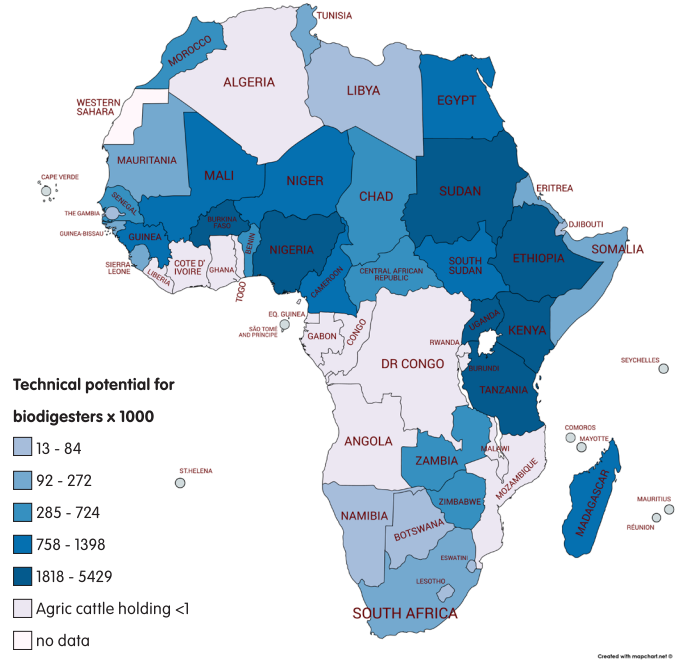 TUNISIA
MOROCCO
ALGERIA
LIBYA
EGYPT
WESTERN
SAHARA
MAURITANIA
MALI
NIGER
CAPE VERDE
SENEGAL
THE GAMBIA
GUINEA-BISSAU
GUINEA
SIERRA
LEONE
LIBERIA
COTE D'
IVOIRE
BURKINA
FASO
GHANA
TOGO
BENIN
NIGERIA
CHAD
SUDAN
ERITREA
DJIBOUTI
SOMALIA
ETHIOPIA
SOUTH
SUDAN
CENTRAL AFRICAN
REPUBLIC
CAMEROON
EQ. GUINEA
SÃO TOMÉ
AND PRÍNCIPE
GABON
CONGO
DR CONGO
UGANDA
KENYA
RWANDA
BURUNDI
TANZANIA
SEYCHELLES
COMOROS
MAYOTTE
ANGOLA
ZAMBIA
MALAWI
MOZAMBIQUE
ZIMBABWE
MADAGASCAR
MAURITIUS
RÉUNION
ST.HELENA
NAMIBIA
BOTSWANA
ESWATINI
LESOTHO
SOUTH AFRICA
Technical potential for
biodigesters x 1000
13 - 84
92 - 272
285 - 724
758 - 1398
1818 - 5429
Agric cattle holding <1
no data
Created with mapchart.net ©